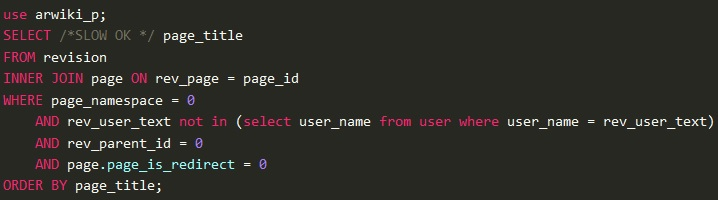 use arwiki_p;
SELECT /*SLOW OK */ page_title
FROM revision
INNER JOIN page ON rev_page = page_id
WHERE page_namespace = 0
    AND rev_user_text not in (select user_name from user where user_name = rev_user_text)
    AND rev_parent_id = 0
    AND page.page_is_redirect = 0
ORDER BY page_title;